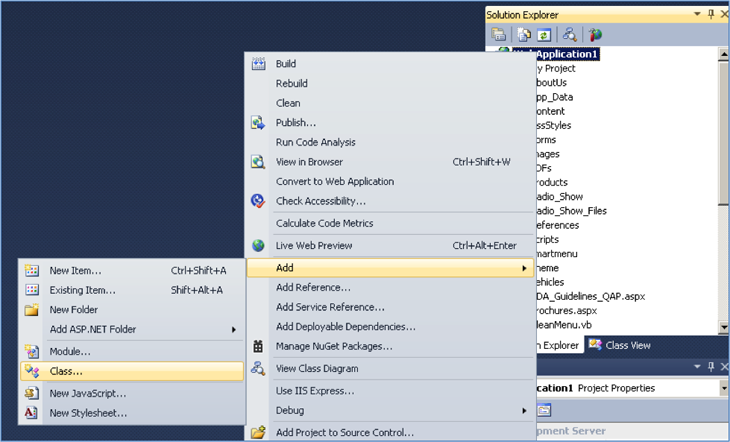 Solution Explorer
WebApplication1
y Project
boutUs
pp_Data
ontent
ssStyles
orms
mages
DFs
roducts
adio_Show
adio_Show_Files
eferences
cripts
martmenu
heme
ehicles
DA_Guidelines_QAP.aspx
rochures.aspx
leanMenu.vb
n Explorer
Class View
cation1 Project Properties
opment Server
Build
Rebuild
Clean
Publish...
Run Code Analysis
View in Browser Ctrl+Shift+W
Convert to Web Application
Check Accessibility...
Calculate Code Metrics
Live Web Preview Ctrl+Alt+Enter
Add
Add Reference...
Add Service Reference...
Add Deployable Dependencies...
Manage NuGet Packages...
View Class Diagram
Use IIS Express...
Debug
Add Project to Source Control...
New Item... Ctrl+Shift+A
Existing Item... Shift+Alt+A
New Folder
Add ASP.NET Folder
Module...
Class...
New JavaScript...
New Stylesheet...